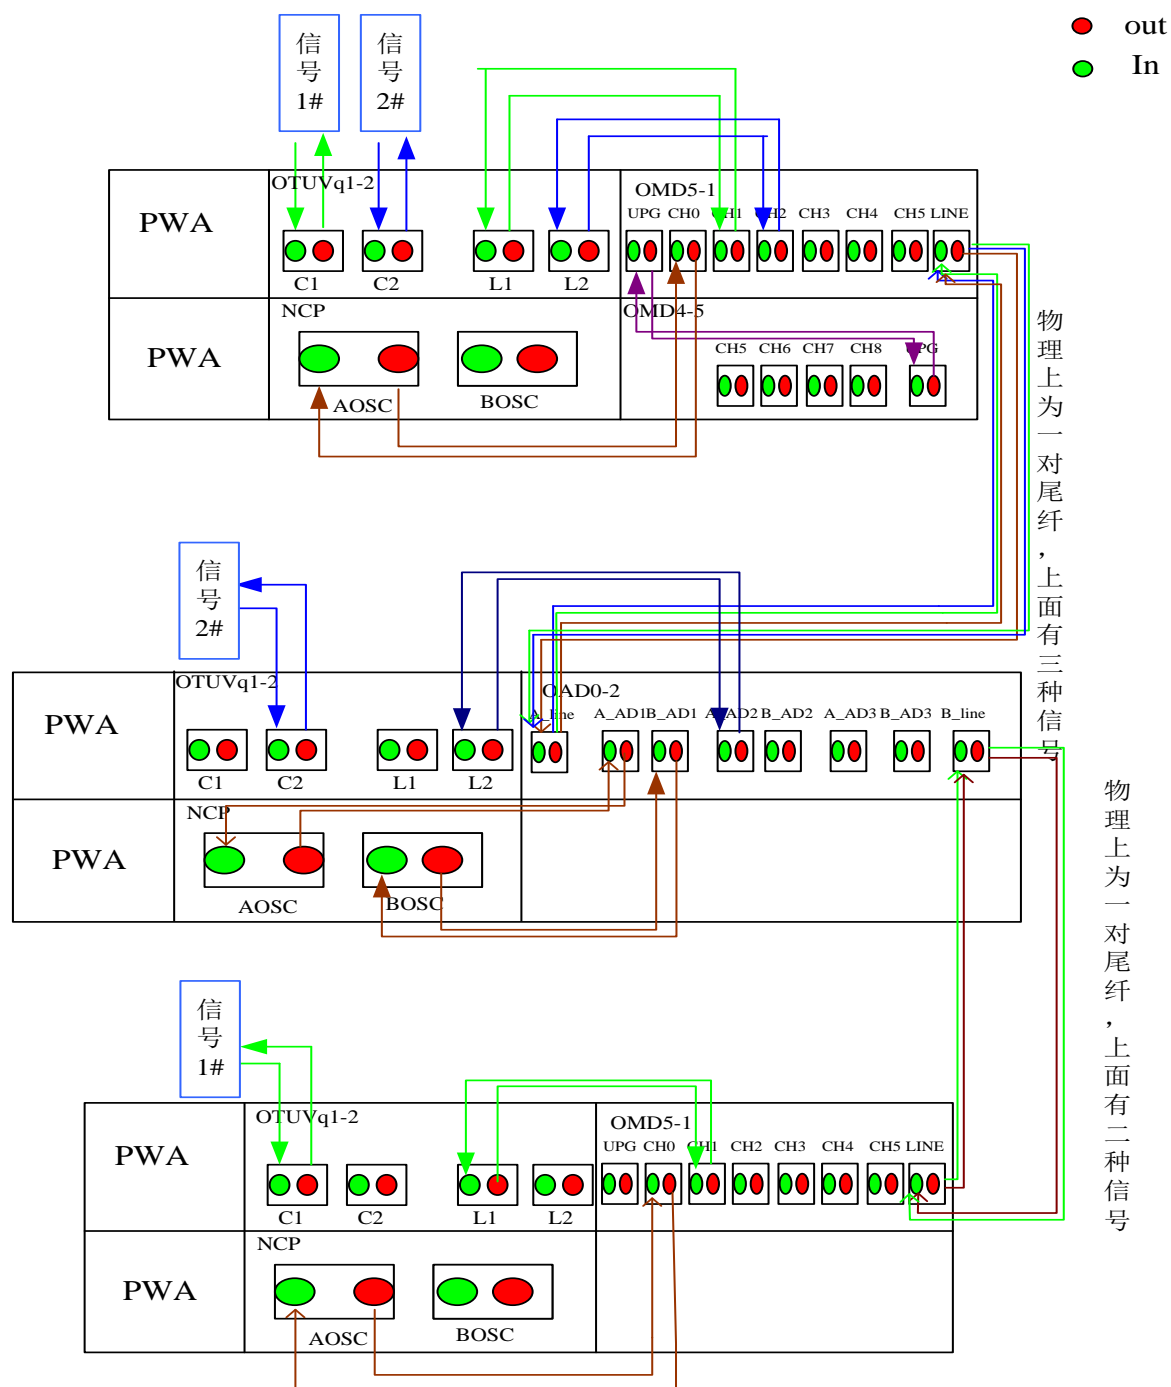 out
In
信号1#
信号2#
OTUVq1-2
OMD5-1
PWA
UPG CH0 CH1 CH2 CH3 CH4 CH5 LINE
C1 C2 L1 L2
NCP
OMD4-5
PWA
CH5 CH6 CH7 CH8 UPG
AOSC BOSC
物理上为一对尾纤，上面有三种信号
信号2#
OTUVq1-2
OAD0-2
PWA
A_line A_AD1 B_AD1 A_AD2 B_AD2 A_AD3 B_AD3 B_line
C1 C2 L1 L2
NCP
PWA
AOSC BOSC
物理上为一对尾纤，上面有二种信号
信号1#
OTUVq1-2
OMD5-1
PWA
UPG CH0 CH1 CH2 CH3 CH4 CH5 LINE
C1 C2 L1 L2
NCP
PWA
AOSC BOSC